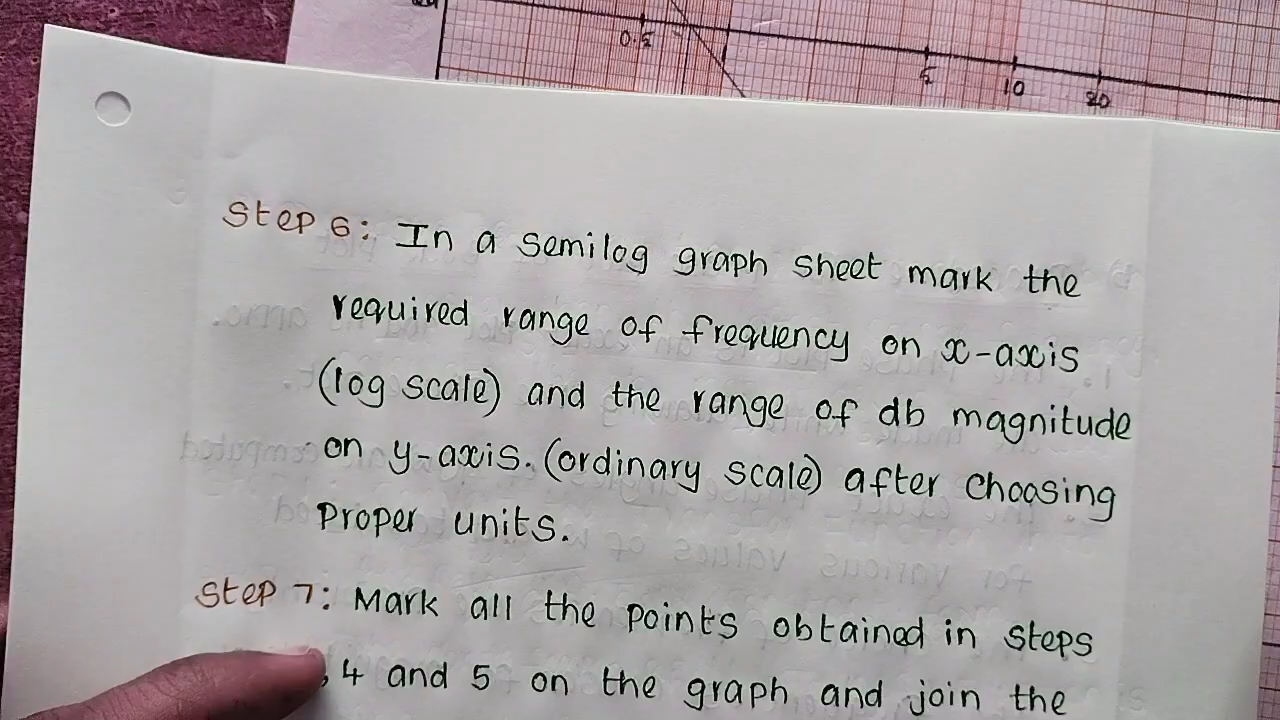 0.5
5
10
20
Step 6: In a semilog graph sheet mark the
required range of frequency on x-axis
(log scale) and the range of db magnitude
on y-axis. (ordinary scale) after choosing
proper units.
Step 7: Mark all the points obtained in steps
, 4 and 5 on the graph and join the